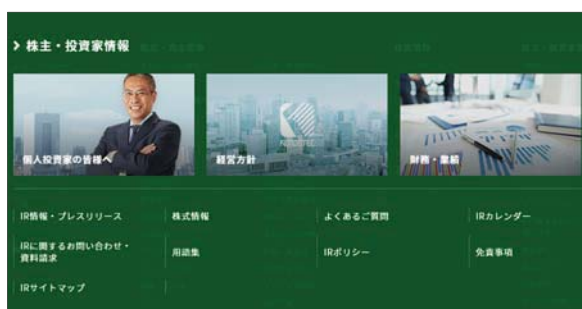 株主・投資家情報
個人投資家の皆様へ
経営方針
財務・業績
IR情報・プレスリリース
株式情報
よくあるご質問
IRカレンダー
IRに関するお問い合わせ・
資料請求
用語集
IRポリシー
免責事項
IRサイトマップ